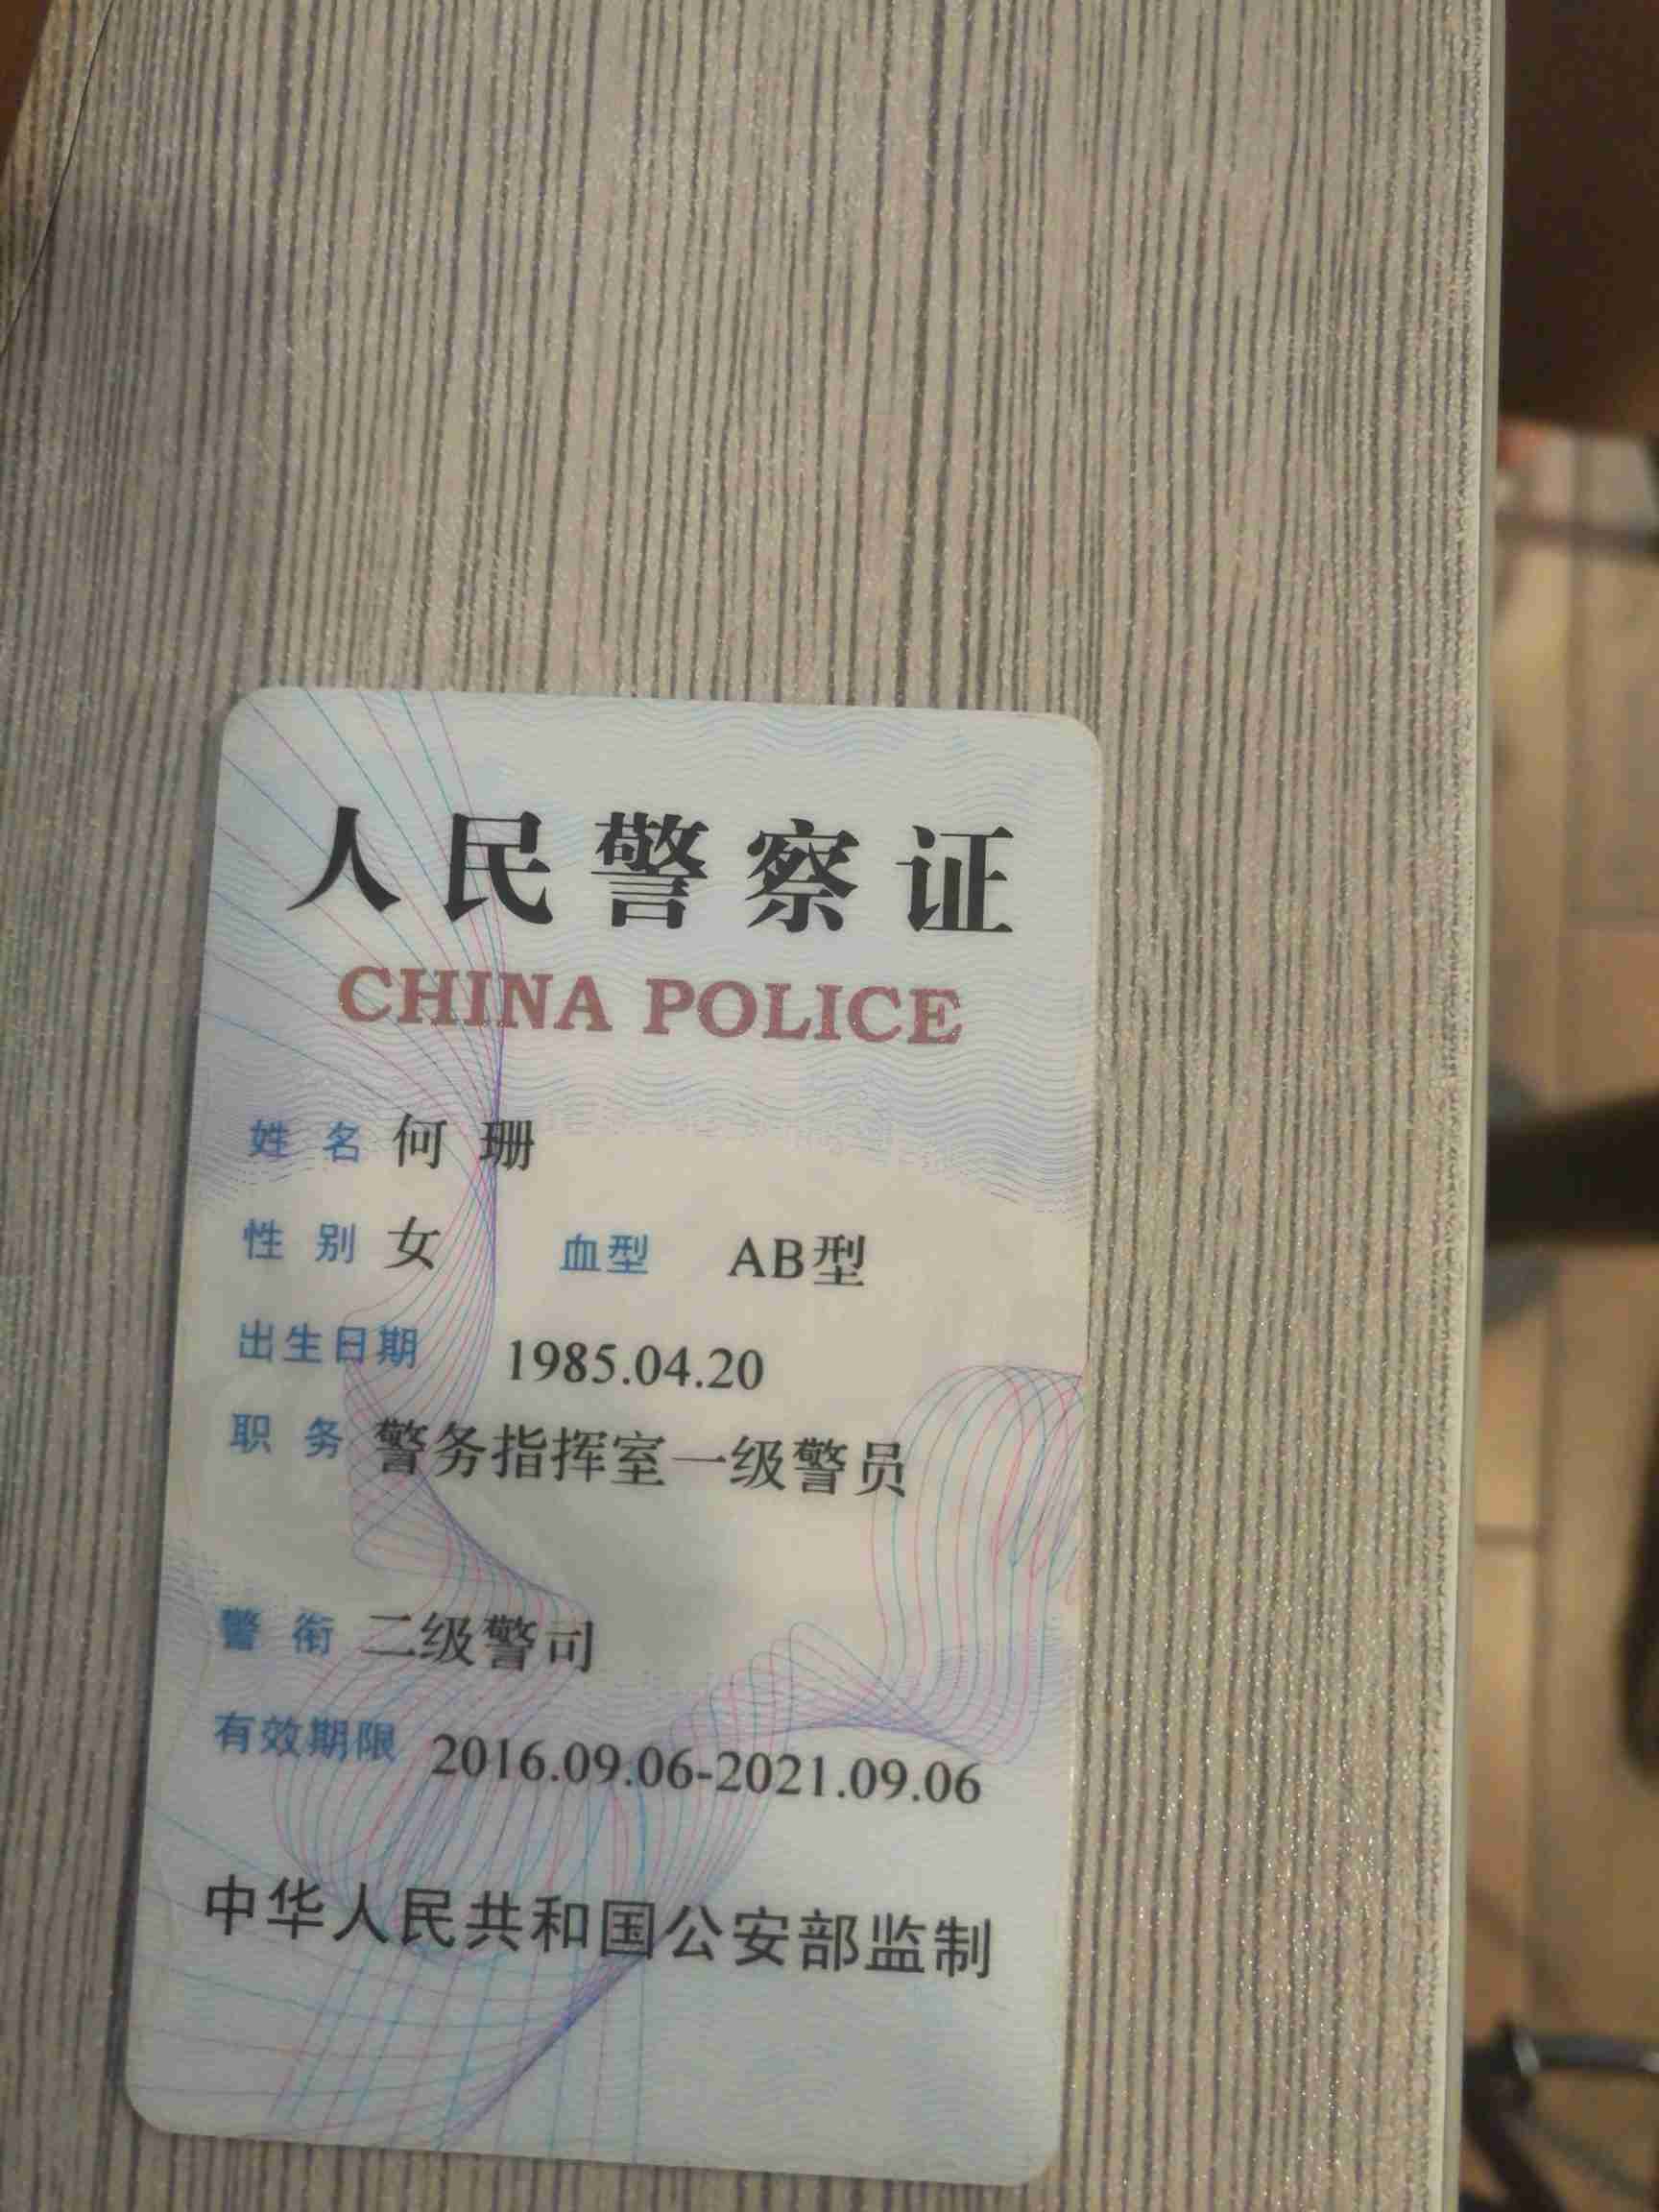 人民警察证
CHINA POLICE
姓 名 何 珊
性 别 女 血型 AB型
出生日期 1985.04.20
职 务 警务指挥室一级警员
警 衔 二级警司
有效期限 2016.09.06-2021.09.06
中华人民共和国公安部监制